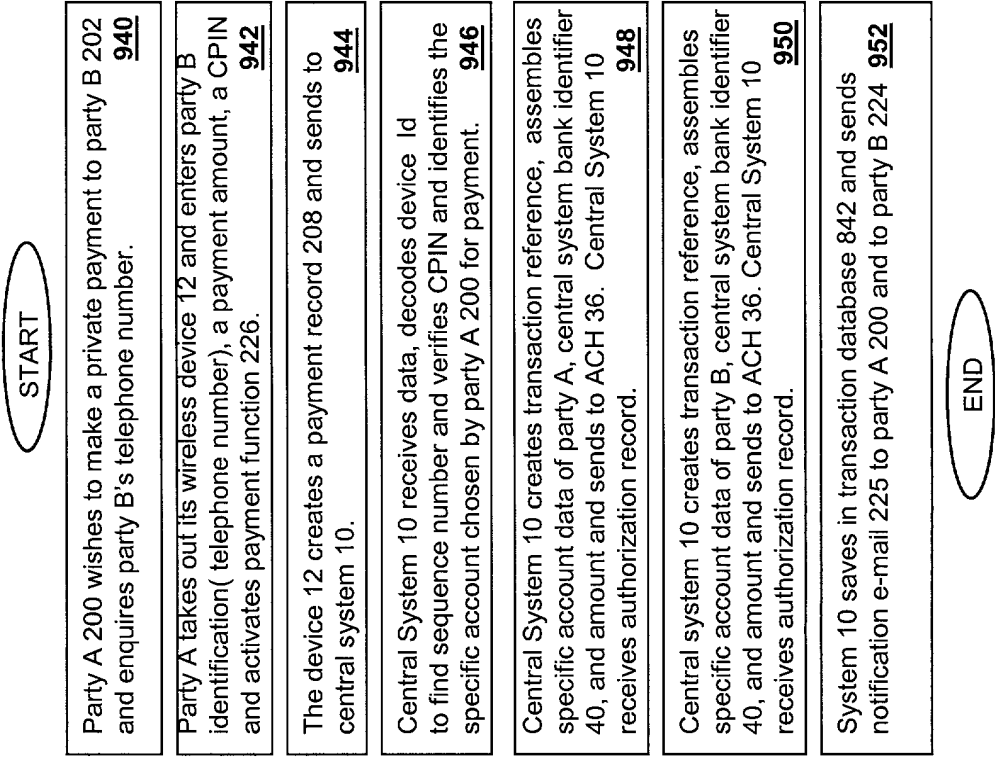 START
Party A 200 wishes to make a private payment to party B 202
and enquires party B's telephone number. 940
Party A takes out its wireless device 12 and enters party B
identification( telephone number), a payment amount, a CPIN
and activates payment function 226. 942
The device 12 creates a payment record 208 and sends to
central system 10. 944
Central System 10 receives data, decodes device Id
to find sequence number and verifies CPIN and identifies the
specific account chosen by party A 200 for payment. 946
Central System 10 creates transaction reference, assembles
specific account data of party A, central system bank identifier
40, and amount and sends to ACH 36. Central System 10
receives authorization record. 948
Central system 10 creates transaction reference, assembles
specific account data of party B, central system bank identifier
40, and amount and sends to ACH 36. Central System 10
receives authorization record. 950
System 10 saves in transaction database 842 and sends
notification e-mail 225 to party A 200 and to party B 224 952
END